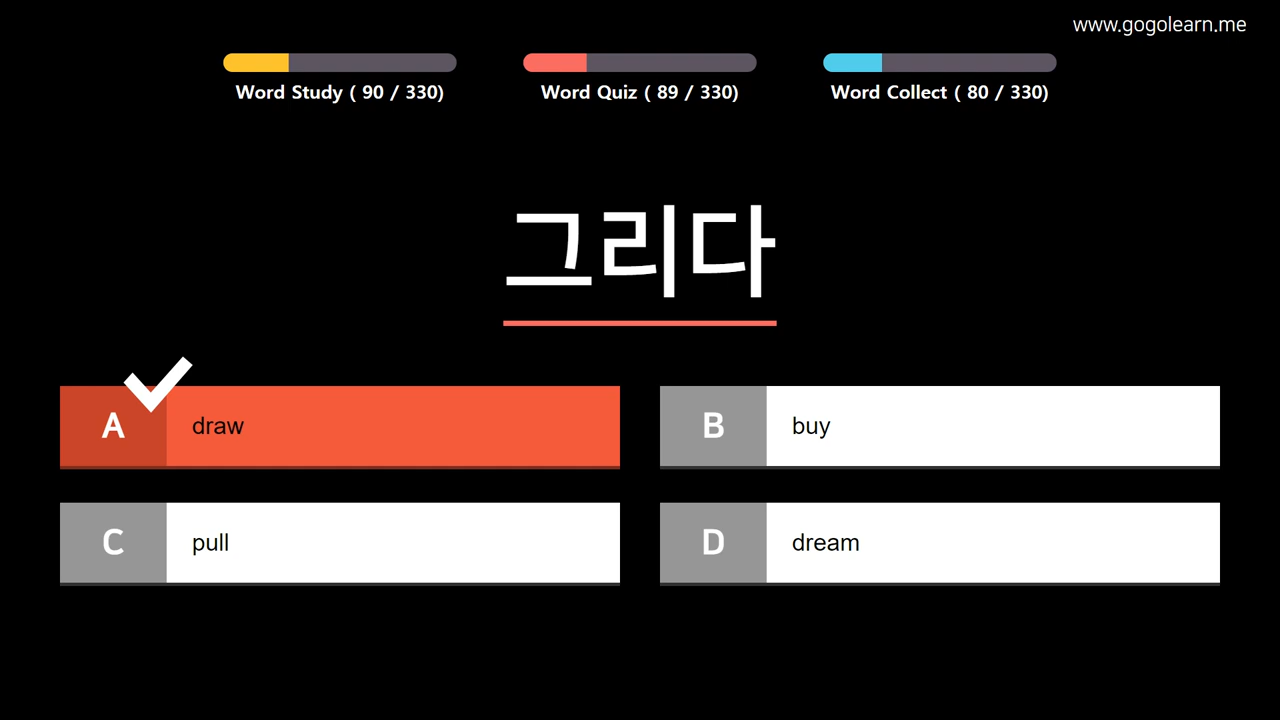 www.gogolearn.me
Word Study ( 90 / 330)
Word Quiz ( 89 / 330)
Word Collect ( 80 / 330)
그리다
A draw
B buy
C pull
D dream